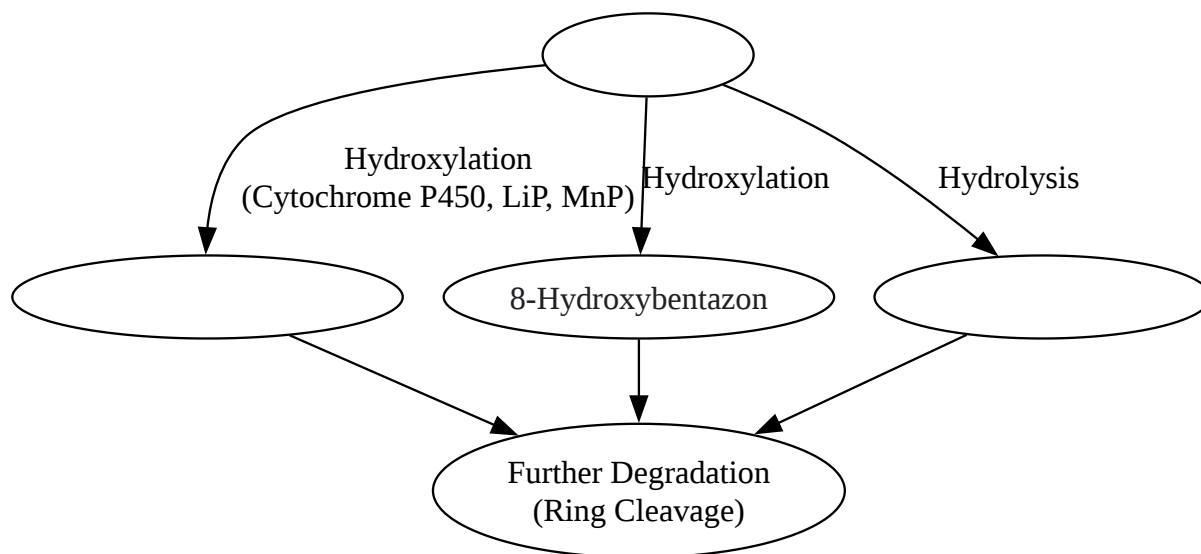 Hydroxylation
(Cytochrome P450, LiP, MnP)
Hydroxylation
Hydrolysis
8-Hydroxybentazon
Further Degradation
(Ring Cleavage)